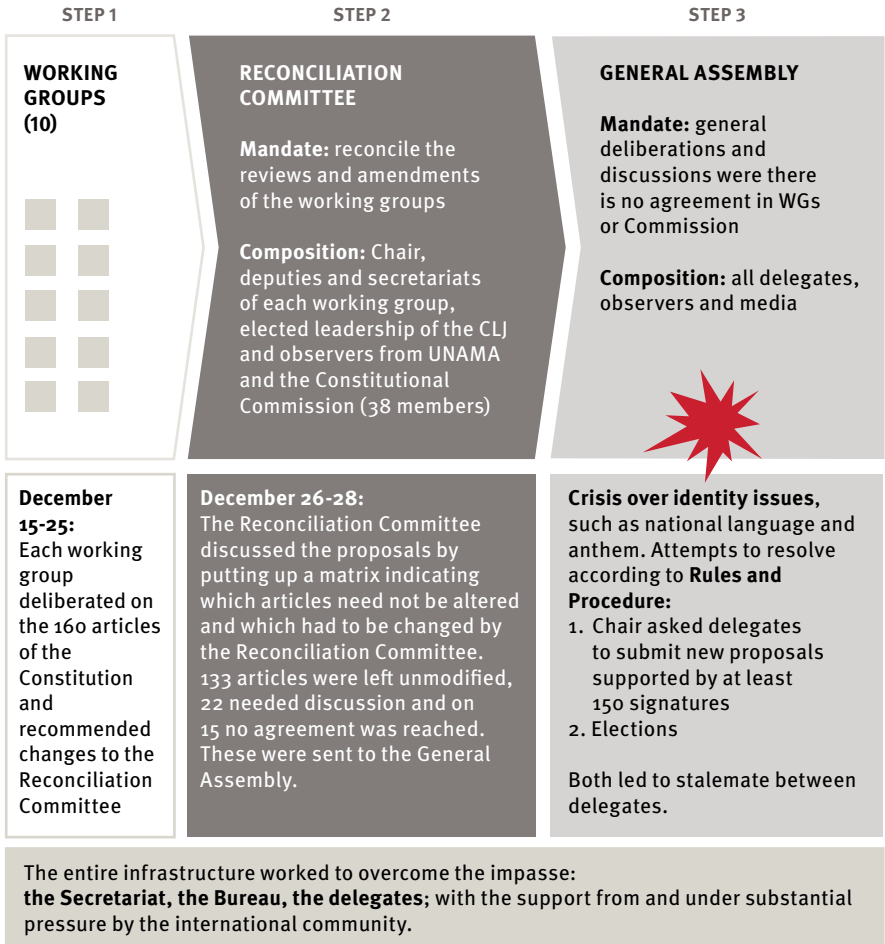 STEP 1
WORKING
GROUPS
(10)
December
15-25:
Each working
group
deliberated on
the 160 articles
of the
Constitution
and
recommended
changes to the
Reconciliation
Committee
STEP 2
RECONCILIATION
COMMITTEE
Mandate: reconcile the
reviews and amendments
of the working groups
Composition: Chair,
deputies and secretariats
of each working group,
elected leadership of the CLJ
and observers from UNAMA
and the Constitutional
Commission (38 members)
December 26-28:
The Reconciliation Committee
discussed the proposals by
putting up a matrix indicating
which articles need not be altered
and which had to be changed by
the Reconciliation Committee.
133 articles were left unmodified,
22 needed discussion and on
15 no agreement was reached.
These were sent to the General
Assembly.
STEP 3
GENERAL ASSEMBLY
Mandate: general
deliberations and
discussions were there
is no agreement in WGs
or Commission
Composition: all delegates,
observers and media
Crisis over identity issues,
such as national language and
anthem. Attempts to resolve
according to Rules and
Procedure:
1. Chair asked delegates
to submit new proposals
supported by at least
150 signatures
2. Elections
Both led to stalemate between
delegates.
The entire infrastructure worked to overcome the impasse:
the Secretariat, the Bureau, the delegates; with the support from and under substantial
pressure by the international community.